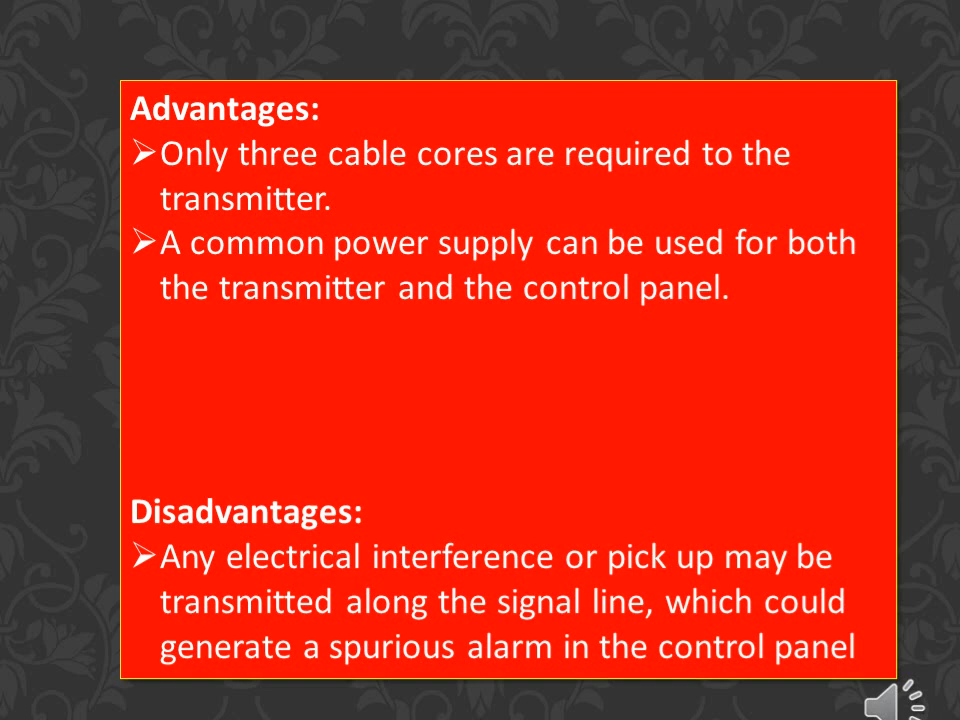 Advantages:
➢ Only three cable cores are required to the
transmitter.
➢ A common power supply can be used for both
the transmitter and the control panel.
Disadvantages:
➢ Any electrical interference or pick up may be
transmitted along the signal line, which could
generate a spurious alarm in the control panel